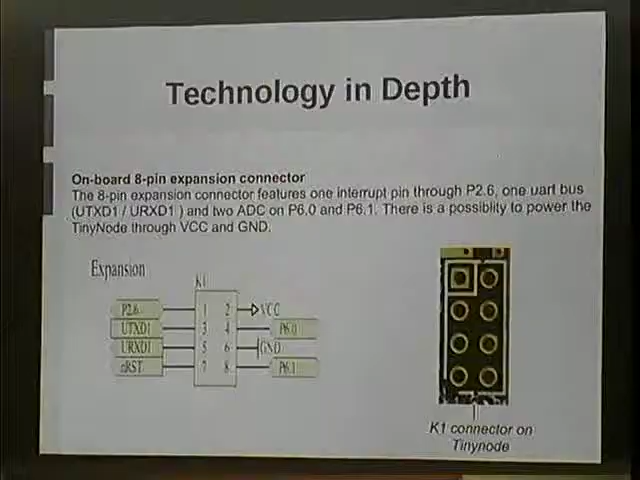 Technology in Depth
On-board 8-pin expansion connector
The 8-pin expansion connector features one interrupt pin through P2.6, one uart bus
(UTXD1 / URXD1 ) and two ADC on P6.0 and P6.1. There is a possiblity to power the
TinyNode through VCC and GND.
Expansion
K1
P2.6 1 2 VCC
UTXD1 3 4 P6.0
URXD1 5 6 GND
nRST 7 8 P6.1
K1 connector on
Tinynode